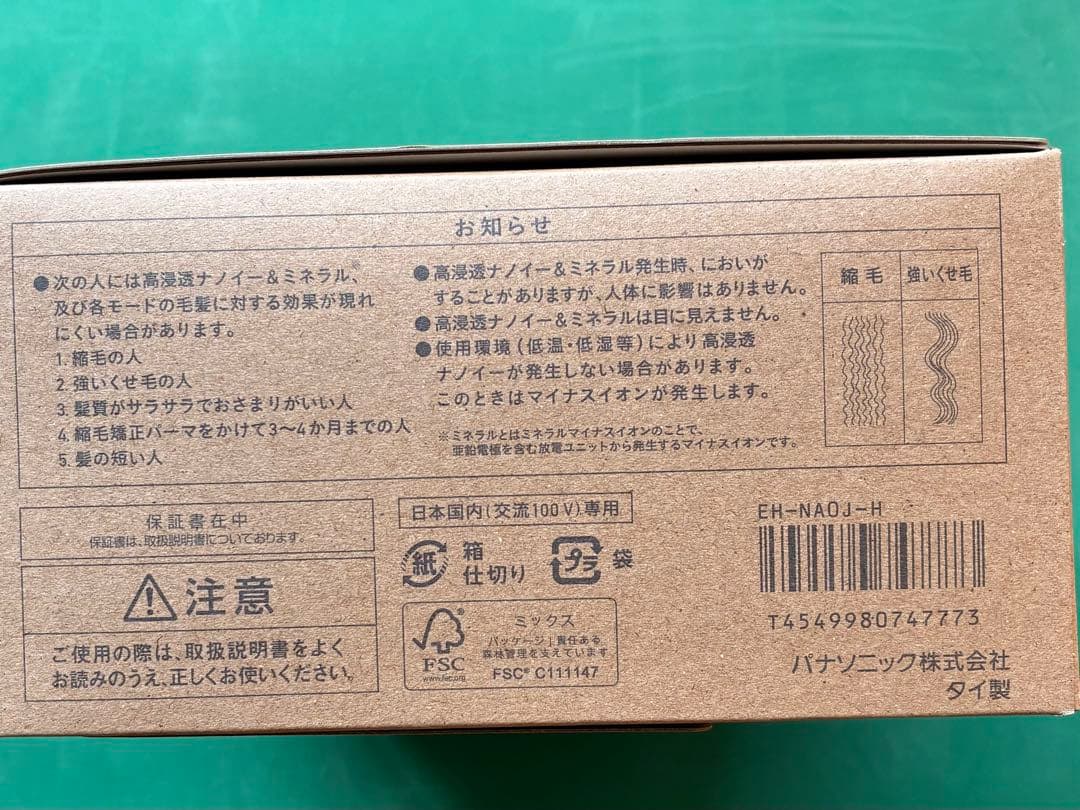 お知らせ
●次の人には高浸透ナノイー&ミネラル※、
及び各モードの毛髪に対する効果が現れ
にくい場合があります。
1. 縮毛の人
2. 強いくせ毛の人
3. 髪質がサラサラでおさまりがいい人
4. 縮毛矯正パーマをかけて3〜4か月までの人
5. 髪の短い人
●高浸透ナノイー&ミネラル発生時、においが
することがありますが、人体に影響はありません。
●高浸透ナノイー&ミネラルは目に見えません。
●使用環境(低温・低湿等)により高浸透
ナノイーが発生しない場合があります。
このときはマイナスイオンが発生します。
※ミネラルとはミネラルマイナスイオンのことで、
亜鉛電極を含む放電ユニットから発生するマイナスイオンです。
縮毛 強いくせ毛
保証書在中
保証書は、取扱説明書についております。
注意
ご使用の際は、取扱説明書をよく
お読みのうえ、正しくお使いください。
日本国内(交流100V)専用
紙 箱
仕切り
プラ 袋
FSC
www.fsc.org
ミックス
パッケージ|責任ある
森林管理を支えています
FSC® C111147
EH-NA0J-H
T4549980747773
パナソニック株式会社
タイ製